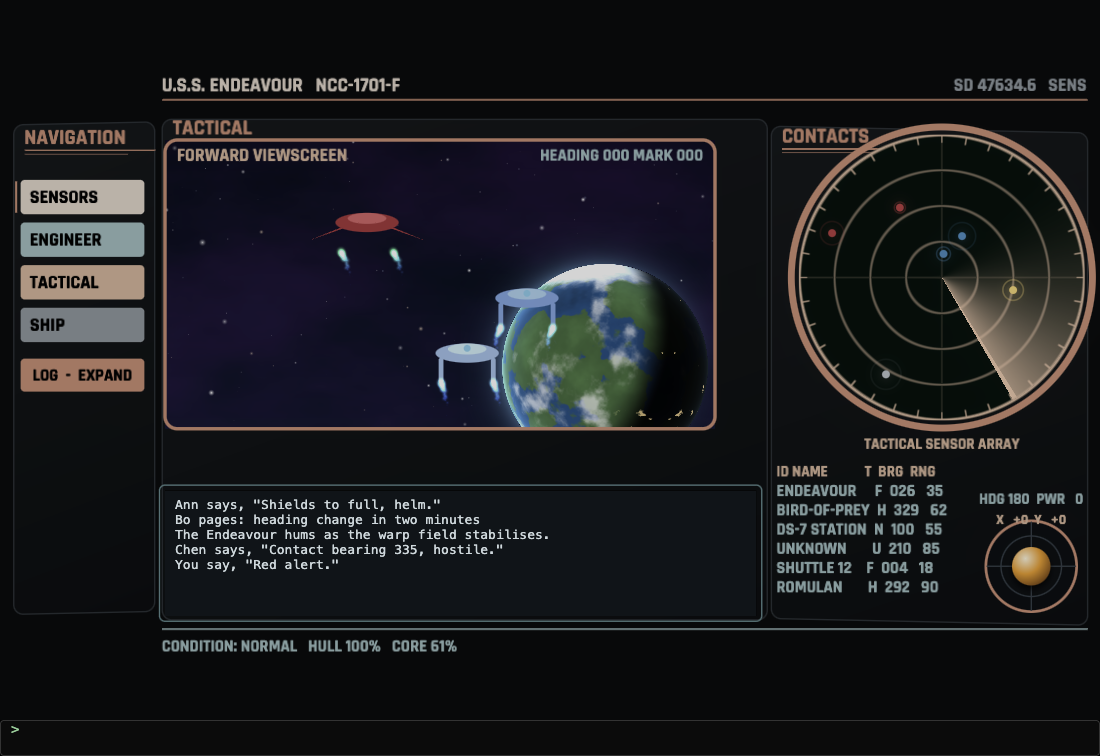 U.S.S. ENDEAVOUR NCC-1701-F
SD 47634.6 SENS
NAVIGATION
SENSORS
ENGINEER
TACTICAL
SHIP
LOG - EXPAND
TACTICAL
FORWARD VIEWSCREEN
HEADING 000 MARK 000
Ann says, "Shields to full, helm."
Bo pages: heading change in two minutes
The Endeavour hums as the warp field stabilises.
Chen says, "Contact bearing 335, hostile."
You say, "Red alert."
CONTACTS
TACTICAL SENSOR ARRAY
ID NAME T BRG RNG
ENDEAVOUR F 026 35
BIRD-OF-PREY H 329 62
DS-7 STATION N 100 55
UNKNOWN U 210 85
SHUTTLE 12 F 004 18
ROMULAN H 292 90
HDG 180 PWR 0
X +0 Y +0
CONDITION: NORMAL HULL 100% CORE 61%
>